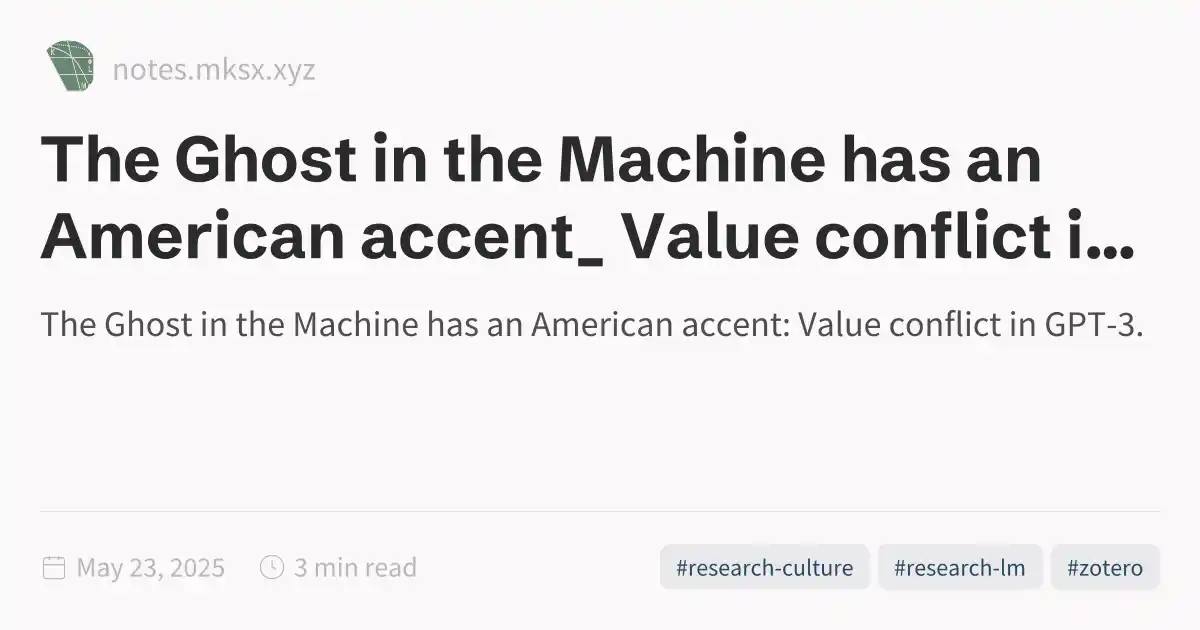 notes.mksx.xyz
The Ghost in the Machine has an
American accent_ Value conflict i...
The Ghost in the Machine has an American accent: Value conflict in GPT-3.
May 23, 2025
3 min read
#research-culture
#research-lm
#zotero